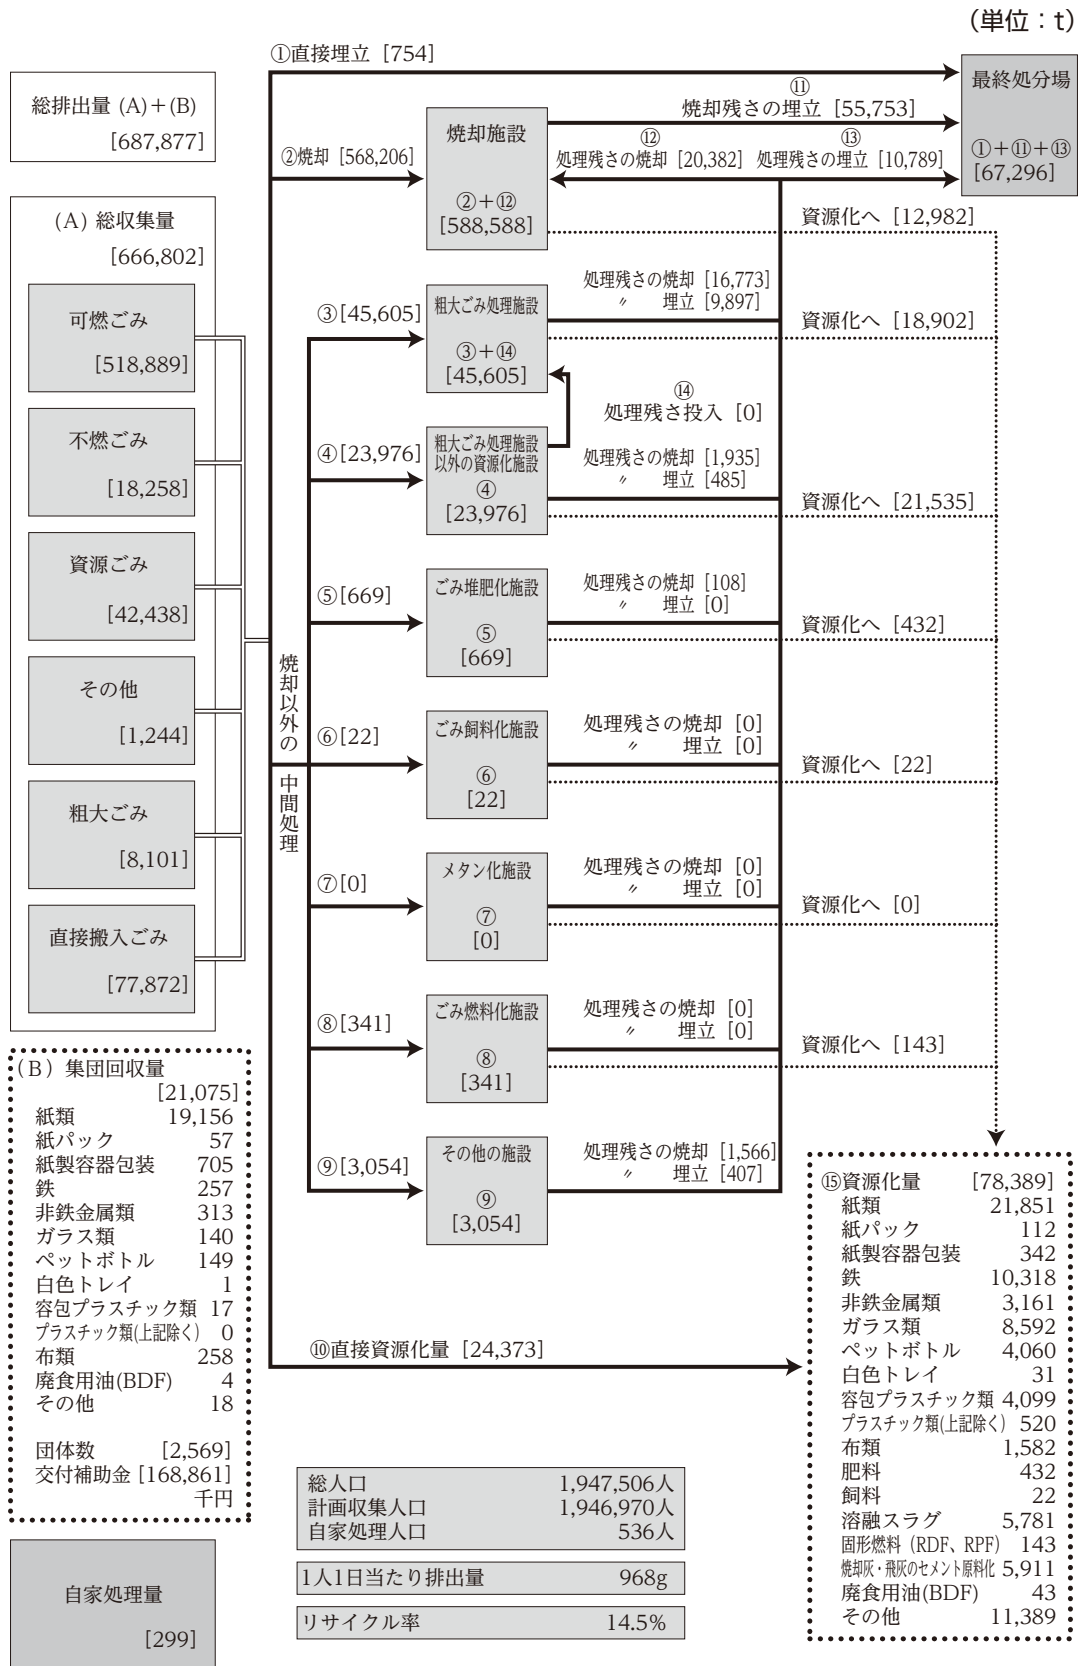 (単位：t)
①直接埋立 [754]
総排出量 (A)＋(B)
[687,877]
最終処分場
①＋⑪＋⑬
[67,296]
⑪
焼却残さの埋立 [55,753]
②焼却 [568,206]
焼却施設
②＋⑫
[588,588]
⑫
処理残さの焼却 [20,382]
⑬
処理残さの埋立 [10,789]
資源化へ [12,982]
(A) 総収集量
[666,802]
可燃ごみ
[518,889]
不燃ごみ
[18,258]
資源ごみ
[42,438]
その他
[1,244]
粗大ごみ
[8,101]
直接搬入ごみ
[77,872]
焼却以外の
中間処理
③[45,605]
粗大ごみ処理施設
③＋⑭
[45,605]
処理残さの焼却 [16,773]
〃 埋立 [9,897]
資源化へ [18,902]
⑭
処理残さ投入 [0]
④[23,976]
粗大ごみ処理施設
以外の資源化施設
④
[23,976]
処理残さの焼却 [1,935]
〃 埋立 [485]
資源化へ [21,535]
⑤[669]
ごみ堆肥化施設
⑤
[669]
処理残さの焼却 [108]
〃 埋立 [0]
資源化へ [432]
⑥[22]
ごみ飼料化施設
⑥
[22]
処理残さの焼却 [0]
〃 埋立 [0]
資源化へ [22]
⑦[0]
メタン化施設
⑦
[0]
処理残さの焼却 [0]
〃 埋立 [0]
資源化へ [0]
⑧[341]
ごみ燃料化施設
⑧
[341]
処理残さの焼却 [0]
〃 埋立 [0]
資源化へ [143]
⑨[3,054]
その他の施設
⑨
[3,054]
処理残さの焼却 [1,566]
〃 埋立 [407]
⑩直接資源化量 [24,373]
(B) 集団回収量
[21,075]
紙類 19,156
紙パック 57
紙製容器包装 705
鉄 257
非鉄金属類 313
ガラス類 140
ペットボトル 149
白色トレイ 1
容包プラスチック類 17
プラスチック類(上記除く) 0
布類 258
廃食用油(BDF) 4
その他 18
団体数 [2,569]
交付補助金 [168,861]
千円
自家処理量
[299]
総人口 1,947,506人
計画収集人口 1,946,970人
自家処理人口 536人
1人1日当たり排出量 968g
リサイクル率 14.5%
⑮資源化量 [78,389]
紙類 21,851
紙パック 112
紙製容器包装 342
鉄 10,318
非鉄金属類 3,161
ガラス類 8,592
ペットボトル 4,060
白色トレイ 31
容包プラスチック類 4,099
プラスチック類(上記除く) 520
布類 1,582
肥料 432
飼料 22
溶融スラグ 5,781
固形燃料 (RDF、RPF) 143
焼却灰・飛灰のセメント原料化 5,911
廃食用油(BDF) 43
その他 11,389